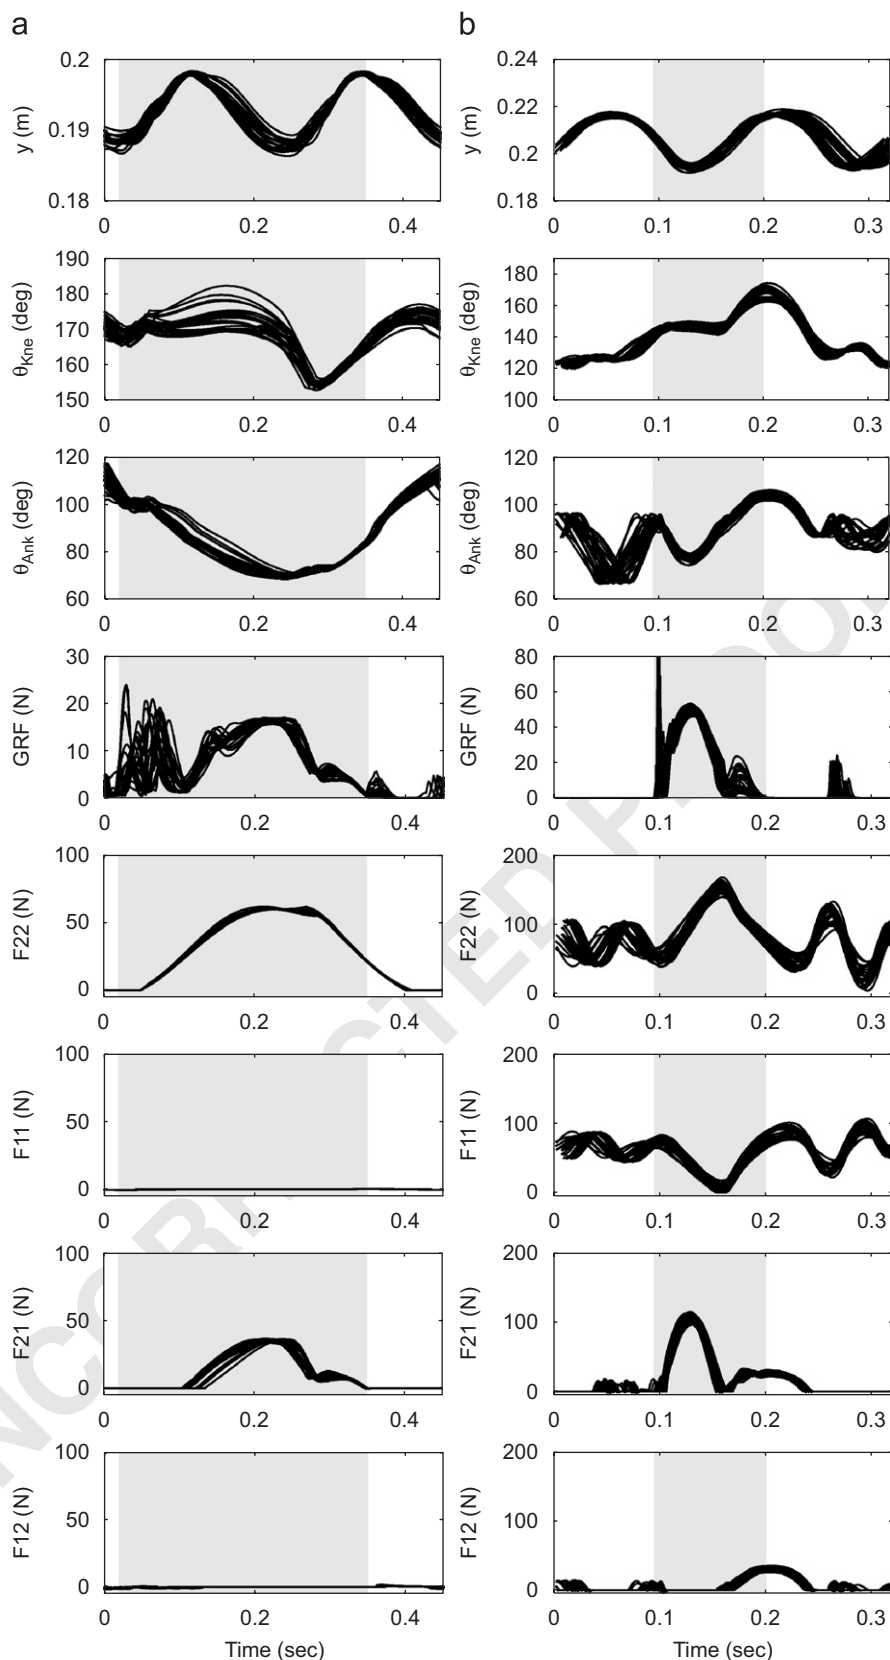 a b
y (m) 0.2 0.19 0.18 0 0.2 0.4
y (m) 0.24 0.22 0.2 0.18 0 0.1 0.2 0.3
θKne (deg) 190 180 170 160 150 0 0.2 0.4
θKne (deg) 180 160 140 120 100 0 0.1 0.2 0.3
θAnk (deg) 120 100 80 60 0 0.2 0.4
θAnk (deg) 120 100 80 60 0 0.1 0.2 0.3
GRF (N) 30 20 10 0 0 0.2 0.4
GRF (N) 80 60 40 20 0 0 0.1 0.2 0.3
F22 (N) 100 50 0 0 0.2 0.4
F22 (N) 200 100 0 0 0.1 0.2 0.3
F11 (N) 100 50 0 0 0.2 0.4
F11 (N) 200 100 0 0 0.1 0.2 0.3
F21 (N) 100 50 0 0 0.2 0.4
F21 (N) 200 100 0 0 0.1 0.2 0.3
F12 (N) 100 50 0 0 0.2 0.4
F12 (N) 200 100 0 0 0.1 0.2 0.3
Time (sec) Time (sec)